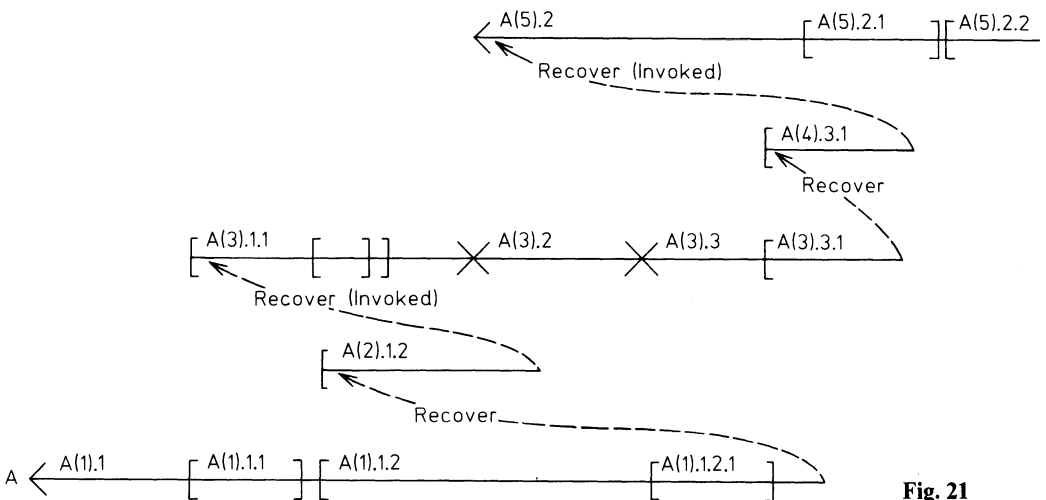 A(5).2 A(5).2.1 A(5).2.2
Recover (Invoked)
A(4).3.1
Recover
A(3).1.1 A(3).2 A(3).3 A(3).3.1
Recover (Invoked)
A(2).1.2
Recover
A A(1).1 A(1).1.1 A(1).1.2 A(1).1.2.1
Fig. 21